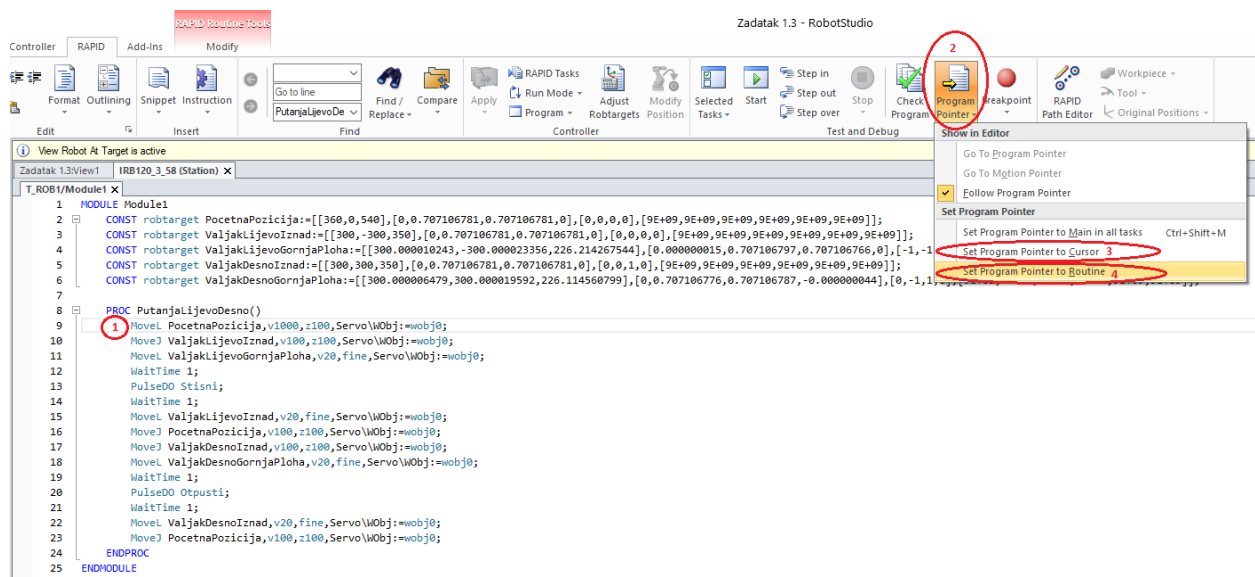 RAPID Routine Tools
Zadatak 1.3 - RobotStudio
Controller RAPID Add-Ins Modify
2
Format Outlining Snippet Instruction
Go to line
PutanjaLijevoDe
Find / Replace
Compare
Apply
RAPID Tasks
Run Mode
Program
Adjust Robtargets
Modify Position
Selected Tasks
Start
Step in
Step out
Step over
Stop
Check Program
Program Pointer
Breakpoint
RAPID Path Editor
Workpiece
Tool
Original Positions
Edit Insert Find Controller Test and Debug
View Robot At Target is active
Zadatak 1.3:View1 IRB120_3_58 (Station) X
T_ROB1/Module1 X
Show in Editor
Go To Program Pointer
Go To Motion Pointer
Follow Program Pointer
Set Program Pointer
Set Program Pointer to Main in all tasks Ctrl+Shift+M
Set Program Pointer to Cursor 3
Set Program Pointer to Routine 4
1 MODULE Module1
2 CONST robtarget PocetnaPozicija:=[[360,0,540],[0,0.707106781,0.707106781,0],[0,0,0,0],[9E+09,9E+09,9E+09,9E+09,9E+09,9E+09]];
3 CONST robtarget ValjakLijevoIznad:=[[300,-300,350],[0,0.707106781,0.707106781,0],[-1,0,-1,0],[9E+09,9E+09,9E+09,9E+09,9E+09,9E+09]];
4 CONST robtarget ValjakLijevoGornjaPloha:=[[300.000010243,-300.000023356,226.214267544],[0.000000015,0.707106797,0.707106766,0],[-1,-1
5 CONST robtarget ValjakDesnoIznad:=[[300,300,350],[0,0.707106781,0.707106781,0],[0,0,1,0],[9E+09,9E+09,9E+09,9E+09,9E+09,9E+09]];
6 CONST robtarget ValjakDesnoGornjaPloha:=[[300.000006479,300.000019592,226.114560799],[0,0.707106776,0.707106787,-0.000000044],[0,-1,1
7
8 PROC PutanjaLijevoDesno()
9 1 MoveL PocetnaPozicija,v1000,z100,Servo\WObj:=wobj0;
10 MoveJ ValjakLijevoIznad,v100,z100,Servo\WObj:=wobj0;
11 MoveL ValjakLijevoGornjaPloha,v20,fine,Servo\WObj:=wobj0;
12 WaitTime 1;
13 PulseDO Stisni;
14 WaitTime 1;
15 MoveL ValjakLijevoIznad,v20,fine,Servo\WObj:=wobj0;
16 MoveJ PocetnaPozicija,v100,z100,Servo\WObj:=wobj0;
17 MoveJ ValjakDesnoIznad,v100,z100,Servo\WObj:=wobj0;
18 MoveL ValjakDesnoGornjaPloha,v20,fine,Servo\WObj:=wobj0;
19 WaitTime 1;
20 PulseDO Otpusti;
21 WaitTime 1;
22 MoveL ValjakDesnoIznad,v20,fine,Servo\WObj:=wobj0;
23 MoveJ PocetnaPozicija,v100,z100,Servo\WObj:=wobj0;
24 ENDPROC
25 ENDMODULE